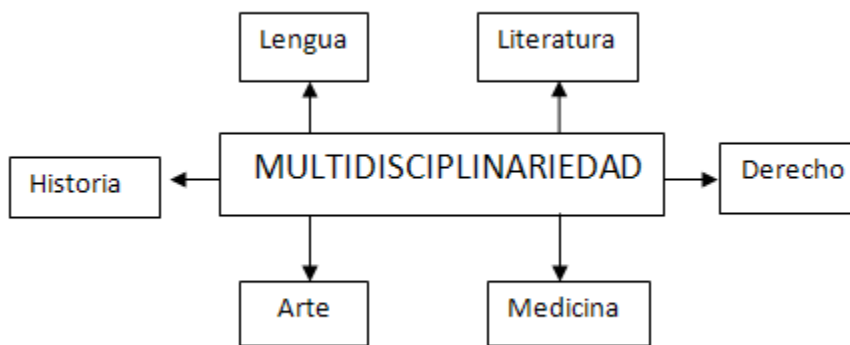 Lengua
Literatura
MULTIDISCIPLINARIEDAD
Historia
Derecho
Arte
Medicina